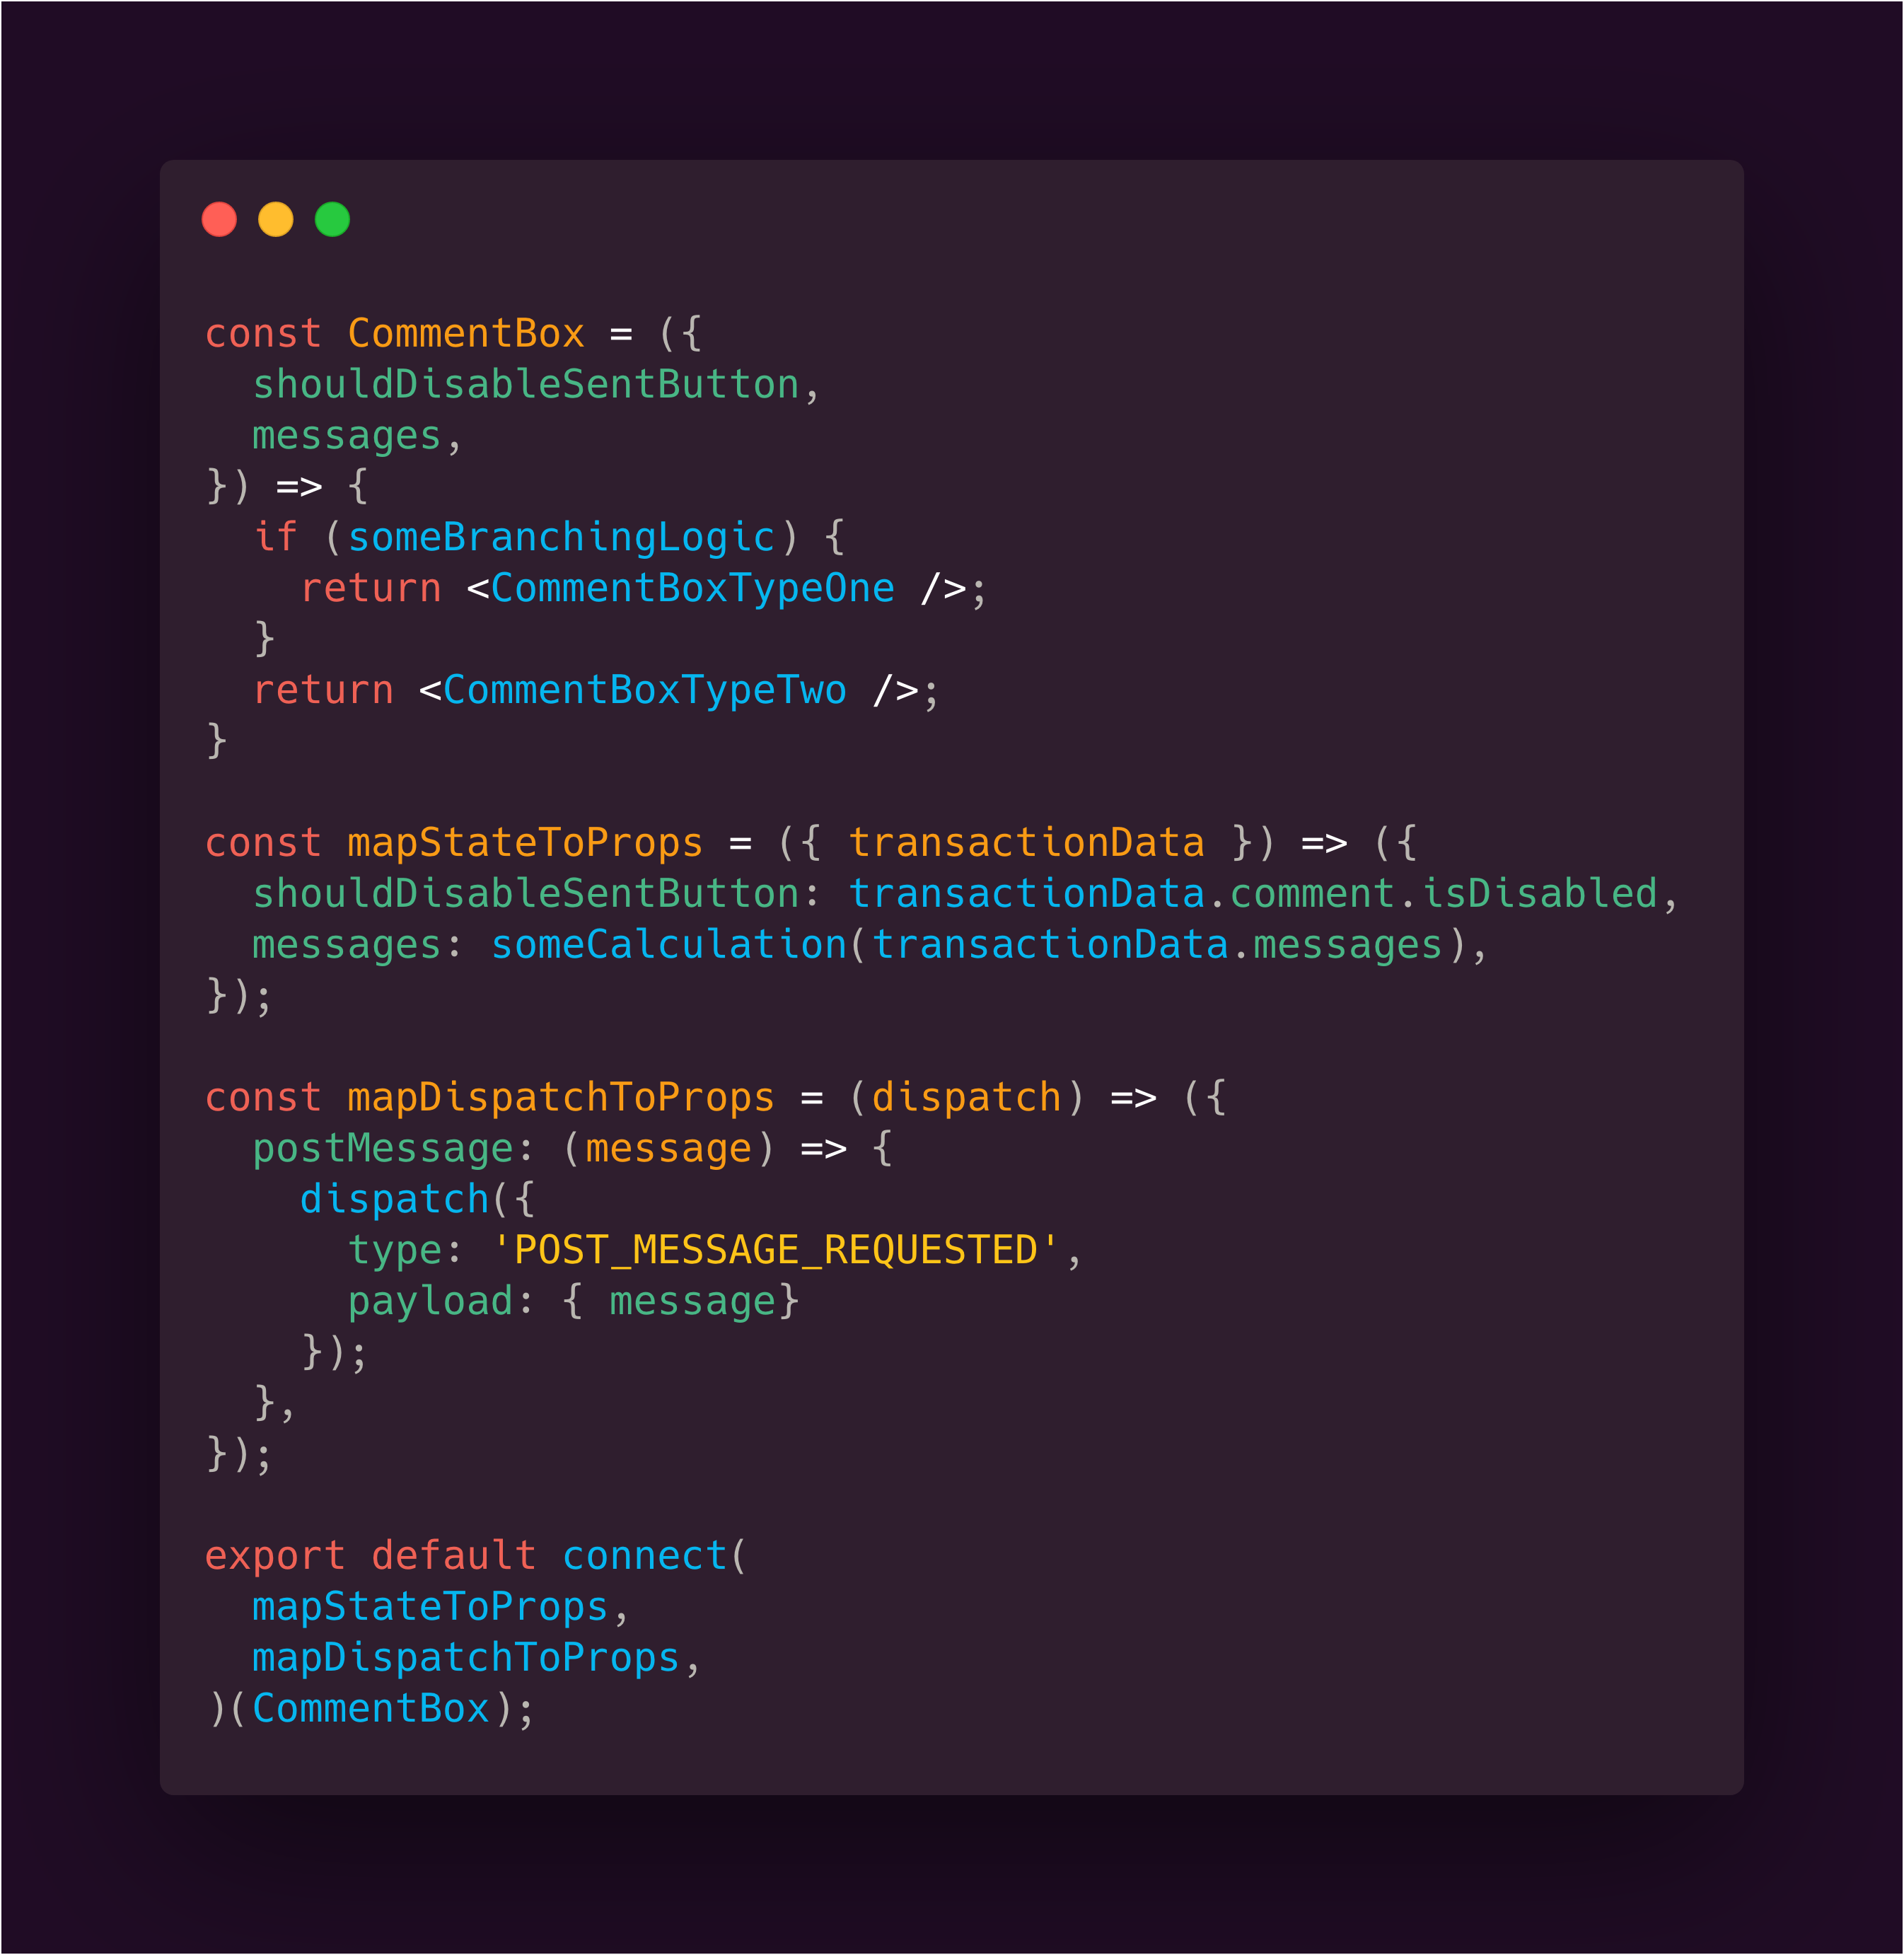 const CommentBox = ({
  shouldDisableSentButton,
  messages,
}) => {
  if (someBranchingLogic) {
    return <CommentBoxTypeOne />;
  }
  return <CommentBoxTypeTwo />;
}

const mapStateToProps = ({ transactionData }) => ({
  shouldDisableSentButton: transactionData.comment.isDisabled,
  messages: someCalculation(transactionData.messages),
});

const mapDispatchToProps = (dispatch) => ({
  postMessage: (message) => {
    dispatch({
      type: 'POST_MESSAGE_REQUESTED',
      payload: { message}
    });
  },
});

export default connect(
  mapStateToProps,
  mapDispatchToProps,
)(CommentBox);